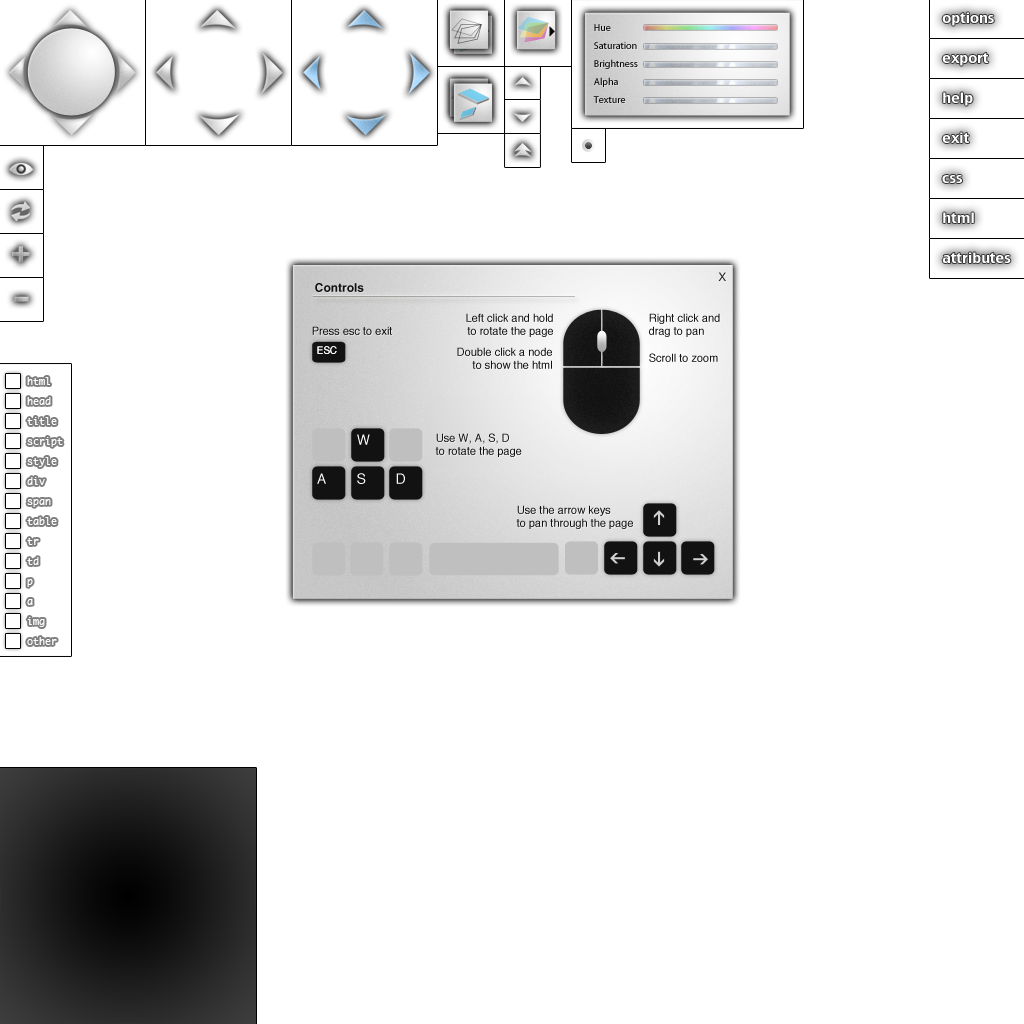 Hue
Saturation
Brightness
Alpha
Texture
options
export
help
exit
css
html
attributes
Controls
X
Press esc to exit
ESC
Left click and hold
to rotate the page
Double click a node
to show the html
Right click and
drag to pan
Scroll to zoom
W
A S D
Use W, A, S, D
to rotate the page
Use the arrow keys
to pan through the page
html
head
title
script
style
div
span
table
tr
td
p
a
img
other